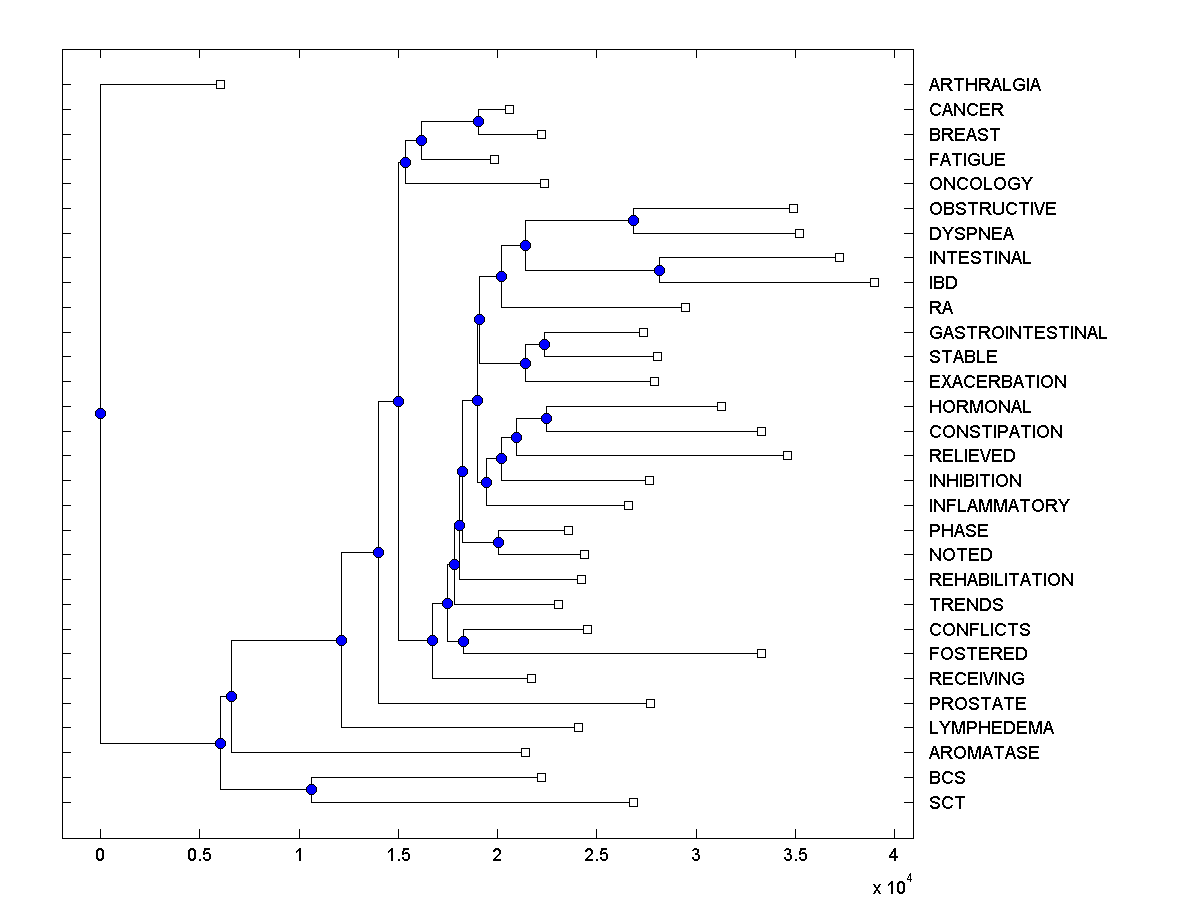 ARTHRALGIA
CANCER
BREAST
FATIGUE
ONCOLOGY
OBSTRUCTIVE
DYSPNEA
INTESTINAL
IBD
RA
GASTROINTESTINAL
STABLE
EXACERBATION
HORMONAL
CONSTIPATION
RELIEVED
INHIBITION
INFLAMMATORY
PHASE
NOTED
REHABILITATION
TRENDS
CONFLICTS
FOSTERED
RECEIVING
PROSTATE
LYMPHEDEMA
AROMATASE
BCS
SCT
0 0.5 1 1.5 2 2.5 3 3.5 4
x 10^4